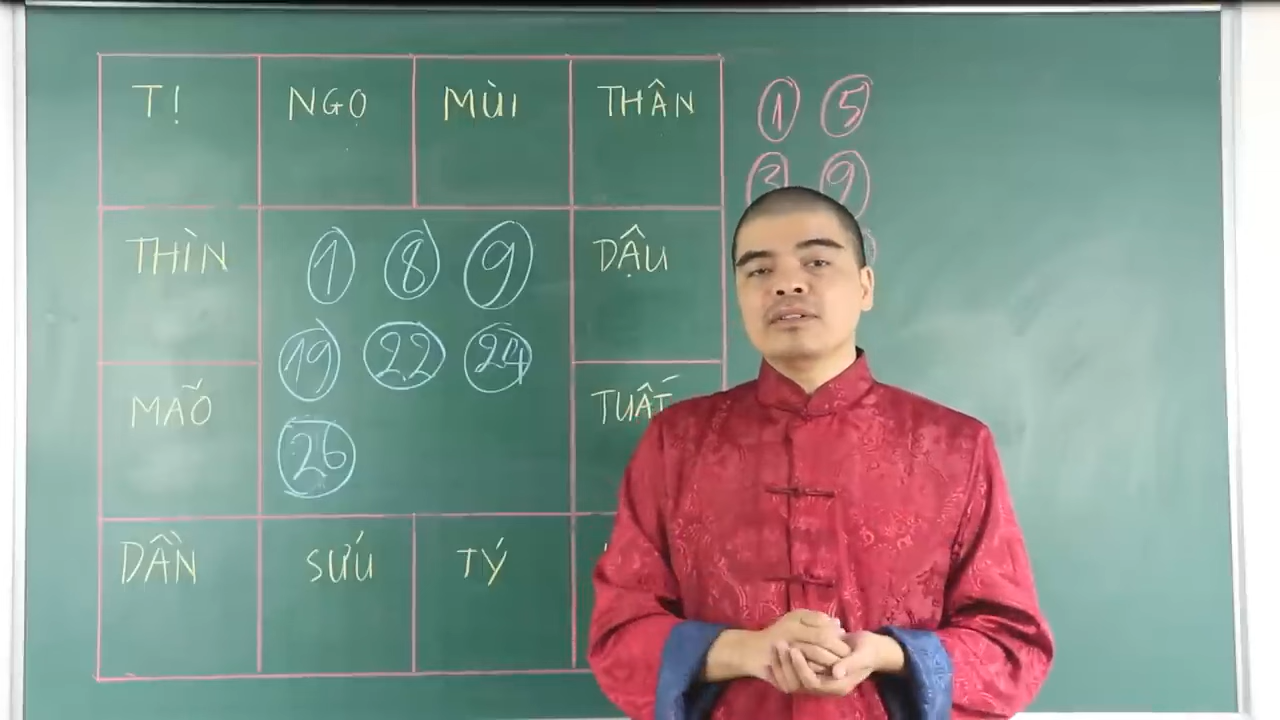 TỊ NGỌ MÙI THÂN 1 5
3 9
THÌN 1 8 9 DẬU
19 22 24
MÃO TUẤT
26
DẦN SỬU TÝ